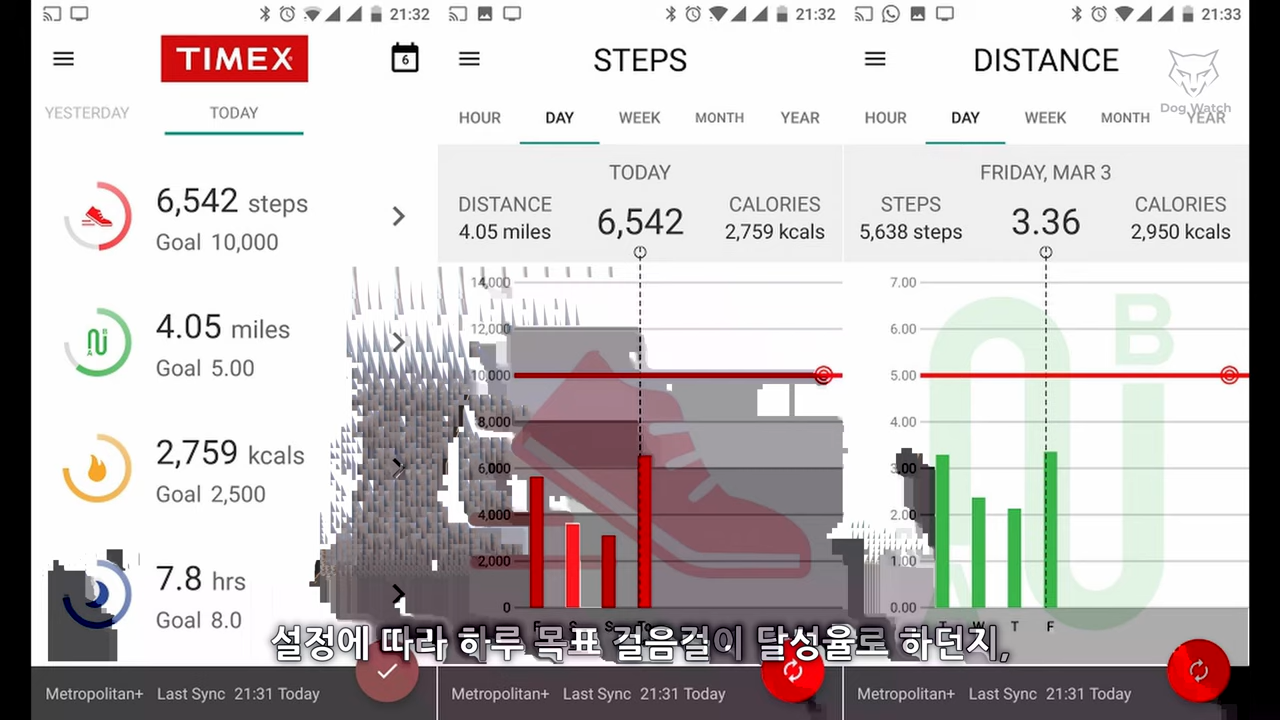 21:32
TIMEX
6
YESTERDAY
TODAY
6,542 steps
Goal 10,000
4.05 miles
Goal 5.00
2,759 kcals
Goal 2,500
7.8 hrs
Goal 8.0
Metropolitan+ Last Sync 21:31 Today
21:32
STEPS
HOUR DAY WEEK MONTH YEAR
TODAY
DISTANCE
4.05 miles
6,542
CALORIES
2,759 kcals
14,000
12,000
10,000
8,000
6,000
4,000
2,000
0
Metropolitan+ Last Sync 21:31 Today
21:33
DISTANCE
Dog Watch
HOUR DAY WEEK MONTH YEAR
FRIDAY, MAR 3
STEPS
5,638 steps
3.36
CALORIES
2,950 kcals
7.00
6.00
5.00
4.00
3.00
2.00
1.00
0.00
B
T W T F
Metropolitan+ Last Sync 21:31 Today
설정에 따라 하루 목표 걸음걸이 달성율로 하던지,